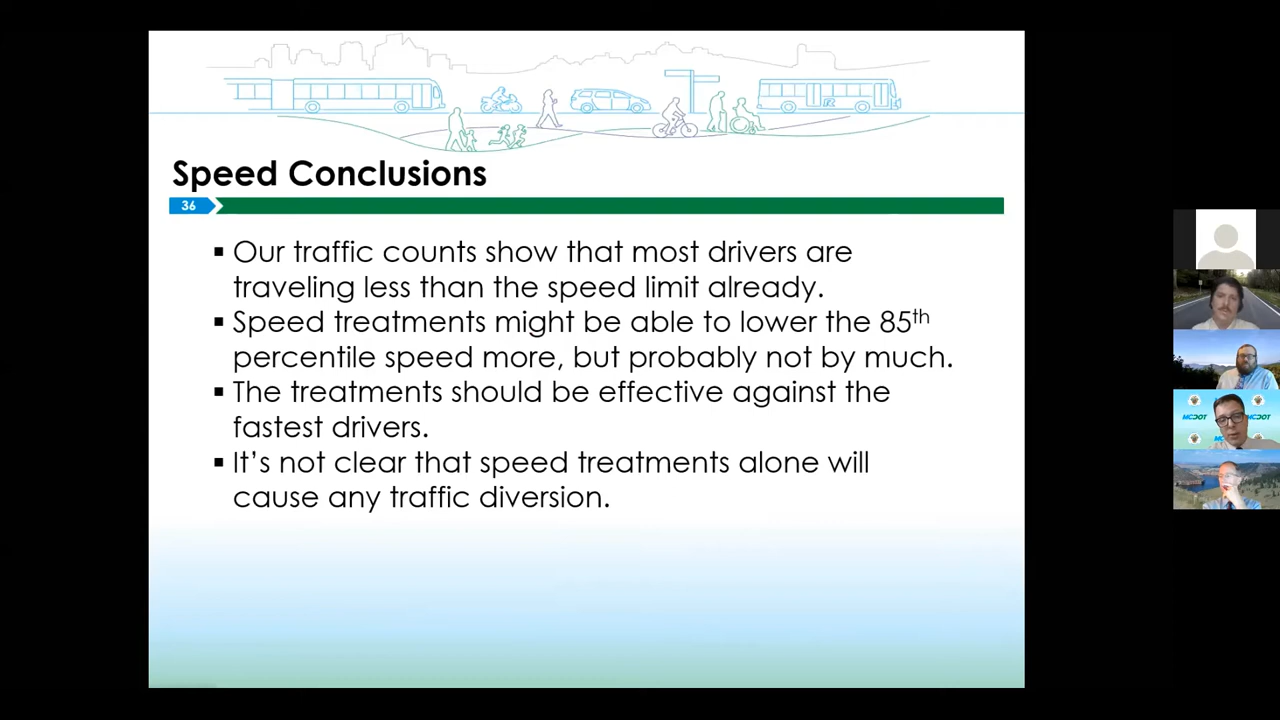 Speed Conclusions
36
▪ Our traffic counts show that most drivers are
traveling less than the speed limit already.
▪ Speed treatments might be able to lower the 85th
percentile speed more, but probably not by much.
▪ The treatments should be effective against the
fastest drivers.
▪ It’s not clear that speed treatments alone will
cause any traffic diversion.
MCDOT
MCDOT